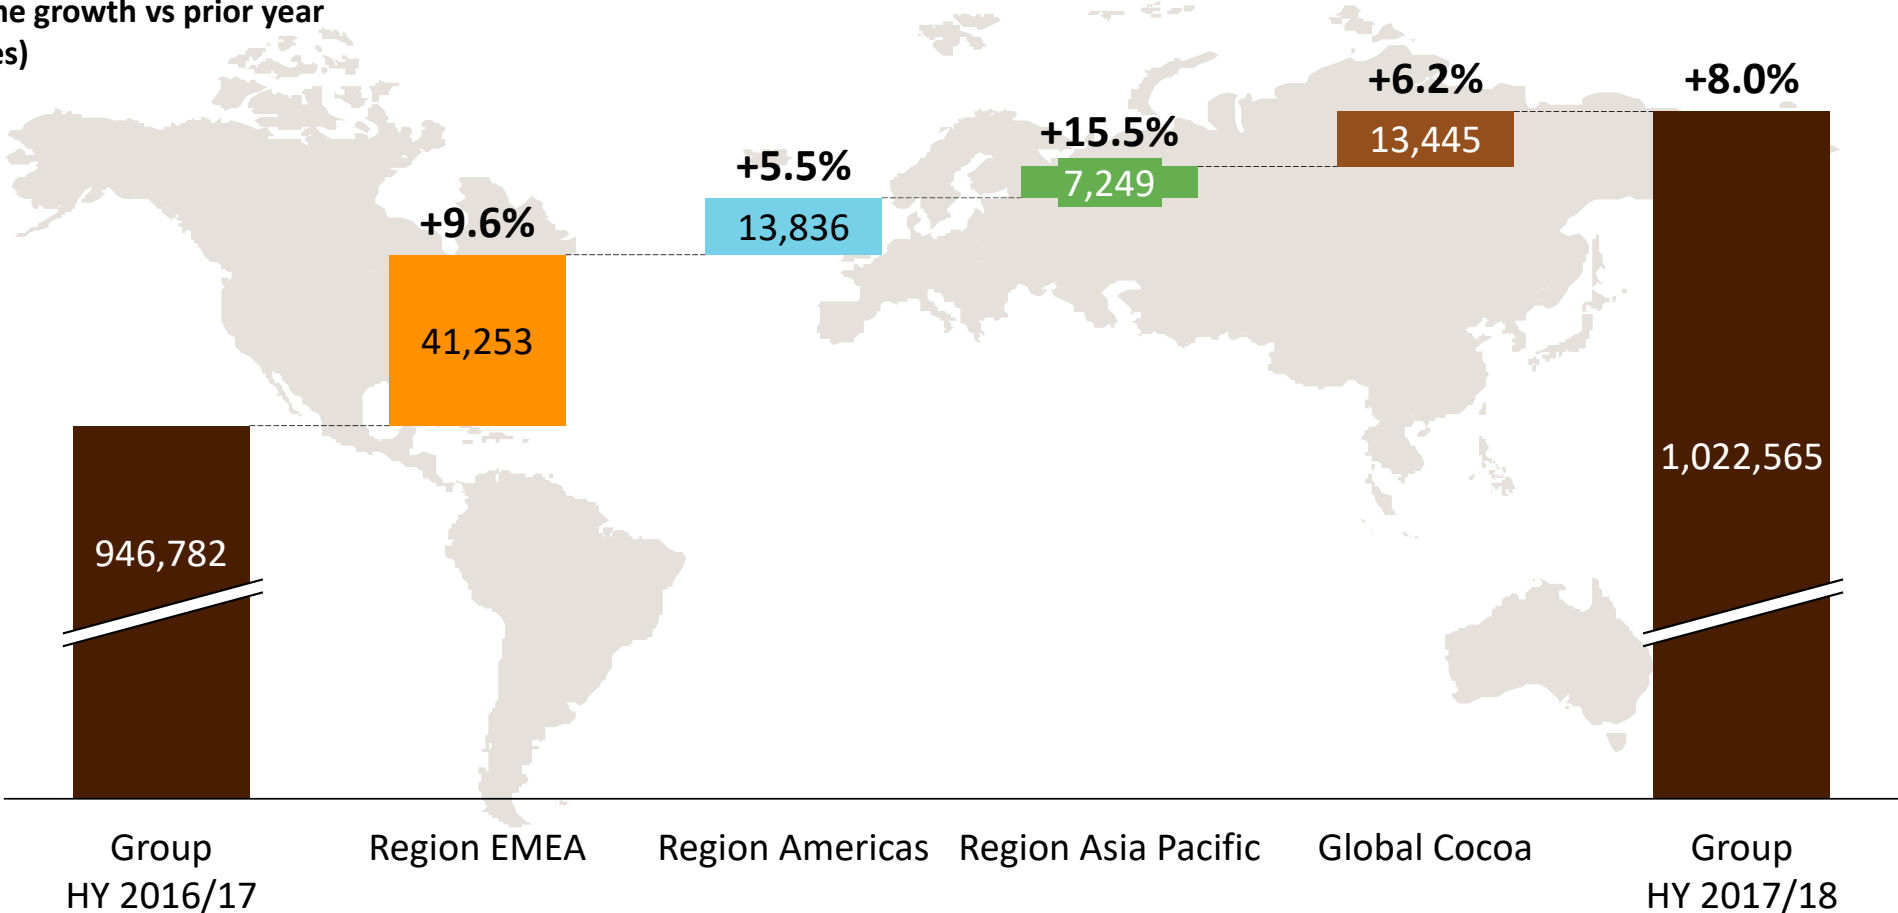 growth vs prior year
+6.2%
+8.0%
+15.5%
13,445
+5.5%
7,249
+9.6%
13,836
41,253
1,022,565
946,782
Group
HY 2016/17
Region EMEA
Region Americas
Region Asia Pacific
Global Cocoa
Group
HY 2017/18